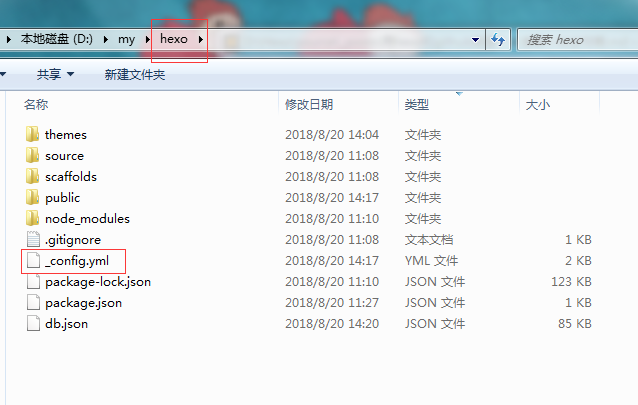 本地磁盘 (D:) ▸ my ▸ hexo ▸ 搜索 hexo
共享 新建文件夹
名称 修改日期 类型 大小
themes 2018/8/20 14:04 文件夹
source 2018/8/20 11:08 文件夹
scaffolds 2018/8/20 11:08 文件夹
public 2018/8/20 14:17 文件夹
node_modules 2018/8/20 11:10 文件夹
.gitignore 2018/8/20 11:08 文本文档 1 KB
_config.yml 2018/8/20 14:17 YML 文件 2 KB
package-lock.json 2018/8/20 11:10 JSON 文件 123 KB
package.json 2018/8/20 11:27 JSON 文件 1 KB
db.json 2018/8/20 14:20 JSON 文件 85 KB